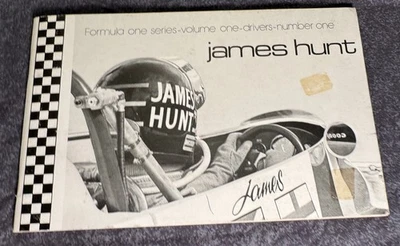 Formula one series-volume one-drivers-number one
james hunt
JAMES
HUNT
James